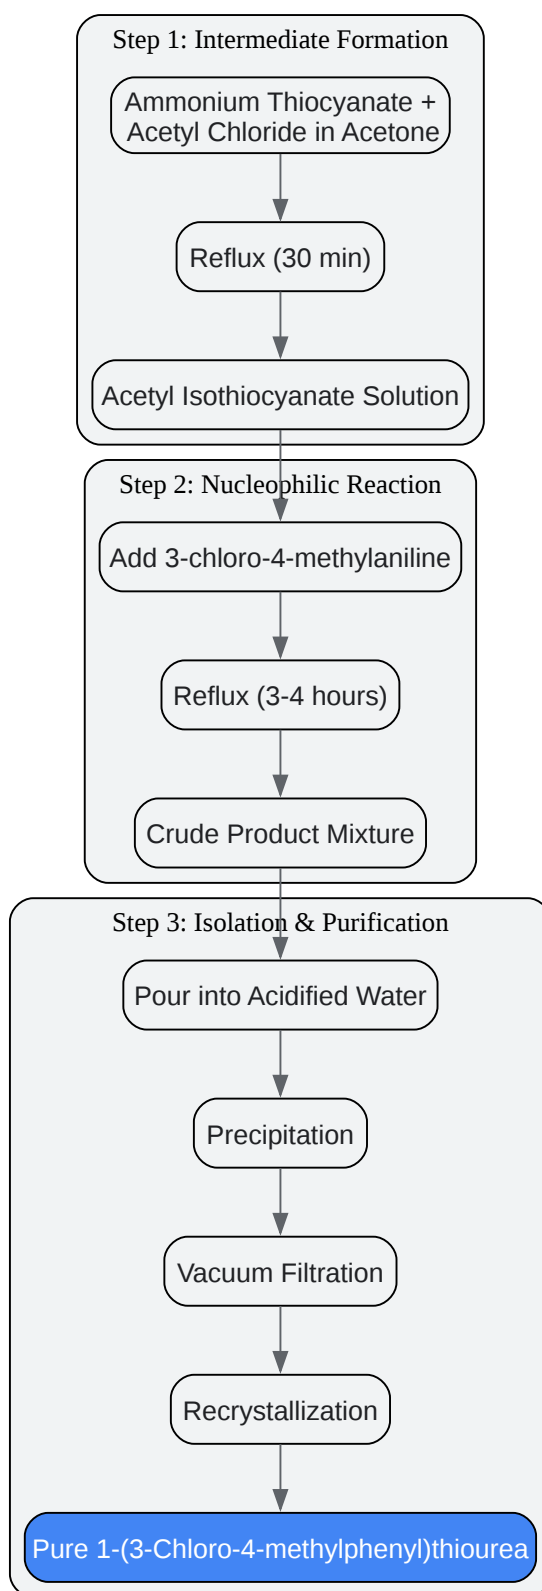 Step 1: Intermediate Formation
Ammonium Thiocyanate +
Acetyl Chloride in Acetone
Reflux (30 min)
Acetyl Isothiocyanate Solution
Step 2: Nucleophilic Reaction
Add 3-chloro-4-methylaniline
Reflux (3-4 hours)
Crude Product Mixture
Step 3: Isolation & Purification
Pour into Acidified Water
Precipitation
Vacuum Filtration
Recrystallization
Pure 1-(3-Chloro-4-methylphenyl)thiourea